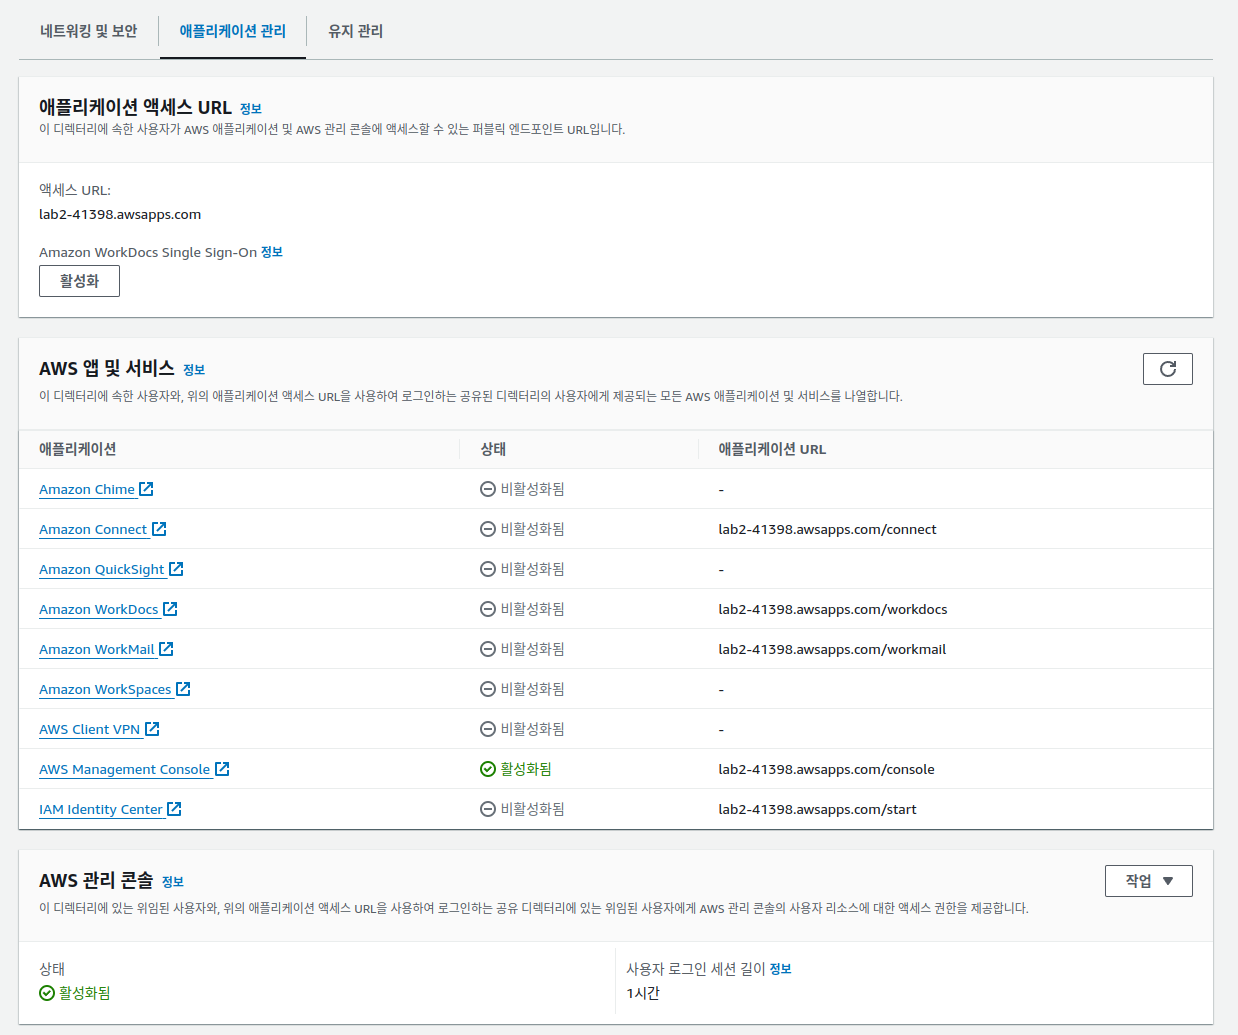 네트워킹 및 보안
애플리케이션 관리
유지 관리
애플리케이션 액세스 URL 정보
이 디렉터리에 속한 사용자가 AWS 애플리케이션 및 AWS 관리 콘솔에 액세스할 수 있는 퍼블릭 엔드포인트 URL입니다.
액세스 URL:
lab2-41398.awsapps.com
Amazon WorkDocs Single Sign-On 정보
활성화
AWS 앱 및 서비스 정보
이 디렉터리에 속한 사용자와, 위의 애플리케이션 액세스 URL을 사용하여 로그인하는 공유된 디렉터리의 사용자에게 제공되는 모든 AWS 애플리케이션 및 서비스를 나열합니다.
애플리케이션 상태 애플리케이션 URL
Amazon Chime 비활성화됨 -
Amazon Connect 비활성화됨 lab2-41398.awsapps.com/connect
Amazon QuickSight 비활성화됨 -
Amazon WorkDocs 비활성화됨 lab2-41398.awsapps.com/workdocs
Amazon WorkMail 비활성화됨 lab2-41398.awsapps.com/workmail
Amazon WorkSpaces 비활성화됨 -
AWS Client VPN 비활성화됨 -
AWS Management Console 활성화됨 lab2-41398.awsapps.com/console
IAM Identity Center 비활성화됨 lab2-41398.awsapps.com/start
AWS 관리 콘솔 정보
작업
이 디렉터리에 있는 위임된 사용자와, 위의 애플리케이션 액세스 URL을 사용하여 로그인하는 공유 디렉터리에 있는 위임된 사용자에게 AWS 관리 콘솔의 사용자 리소스에 대한 액세스 권한을 제공합니다.
상태
활성화됨
사용자 로그인 세션 길이 정보
1시간